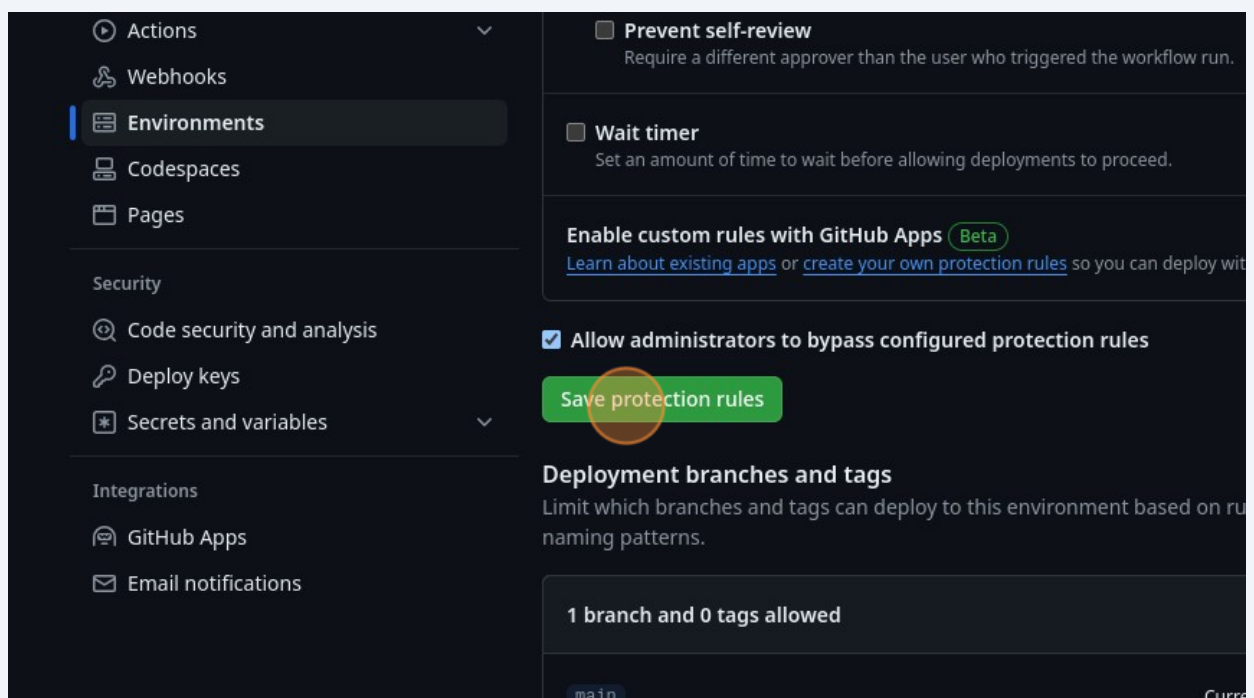 Actions
Webhooks
Environments
Codespaces
Pages
Security
Code security and analysis
Deploy keys
Secrets and variables
Integrations
GitHub Apps
Email notifications
Prevent self-review
Require a different approver than the user who triggered the workflow run.
Wait timer
Set an amount of time to wait before allowing deployments to proceed.
Enable custom rules with GitHub Apps Beta
Learn about existing apps or create your own protection rules so you can deploy wit
Allow administrators to bypass configured protection rules
Save protection rules
Deployment branches and tags
Limit which branches and tags can deploy to this environment based on ru
naming patterns.
1 branch and 0 tags allowed
main Curre